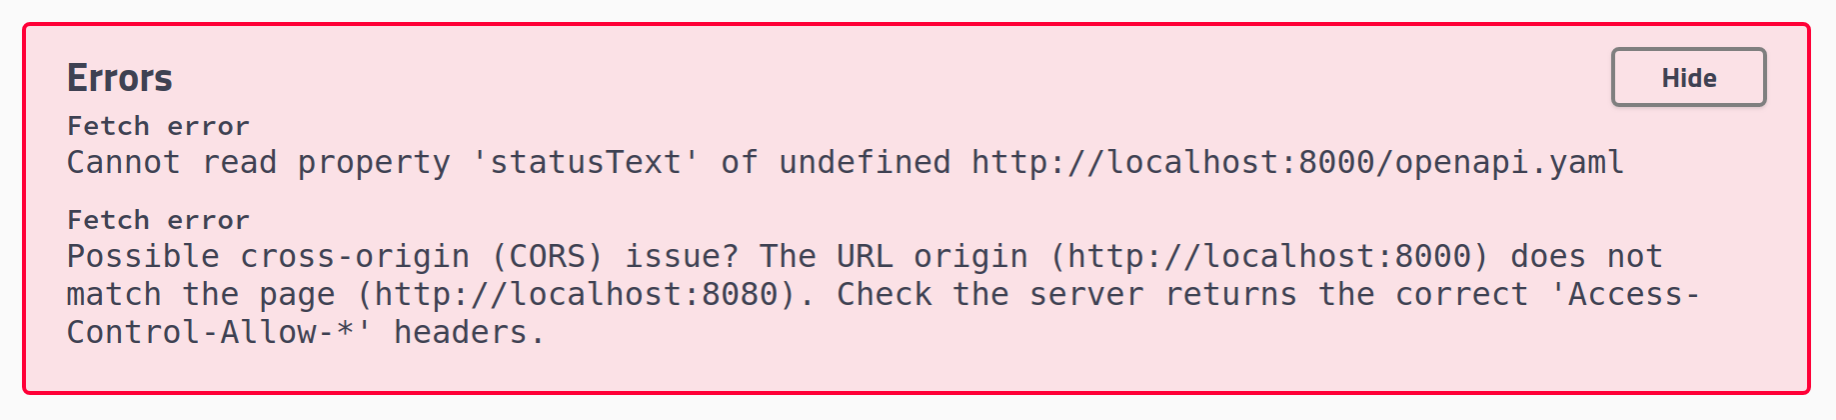 Errors
Hide
Fetch error
Cannot read property 'statusText' of undefined http://localhost:8000/openapi.yaml
Fetch error
Possible cross-origin (CORS) issue? The URL origin (http://localhost:8000) does not
match the page (http://localhost:8080). Check the server returns the correct 'Access-
Control-Allow-*' headers.